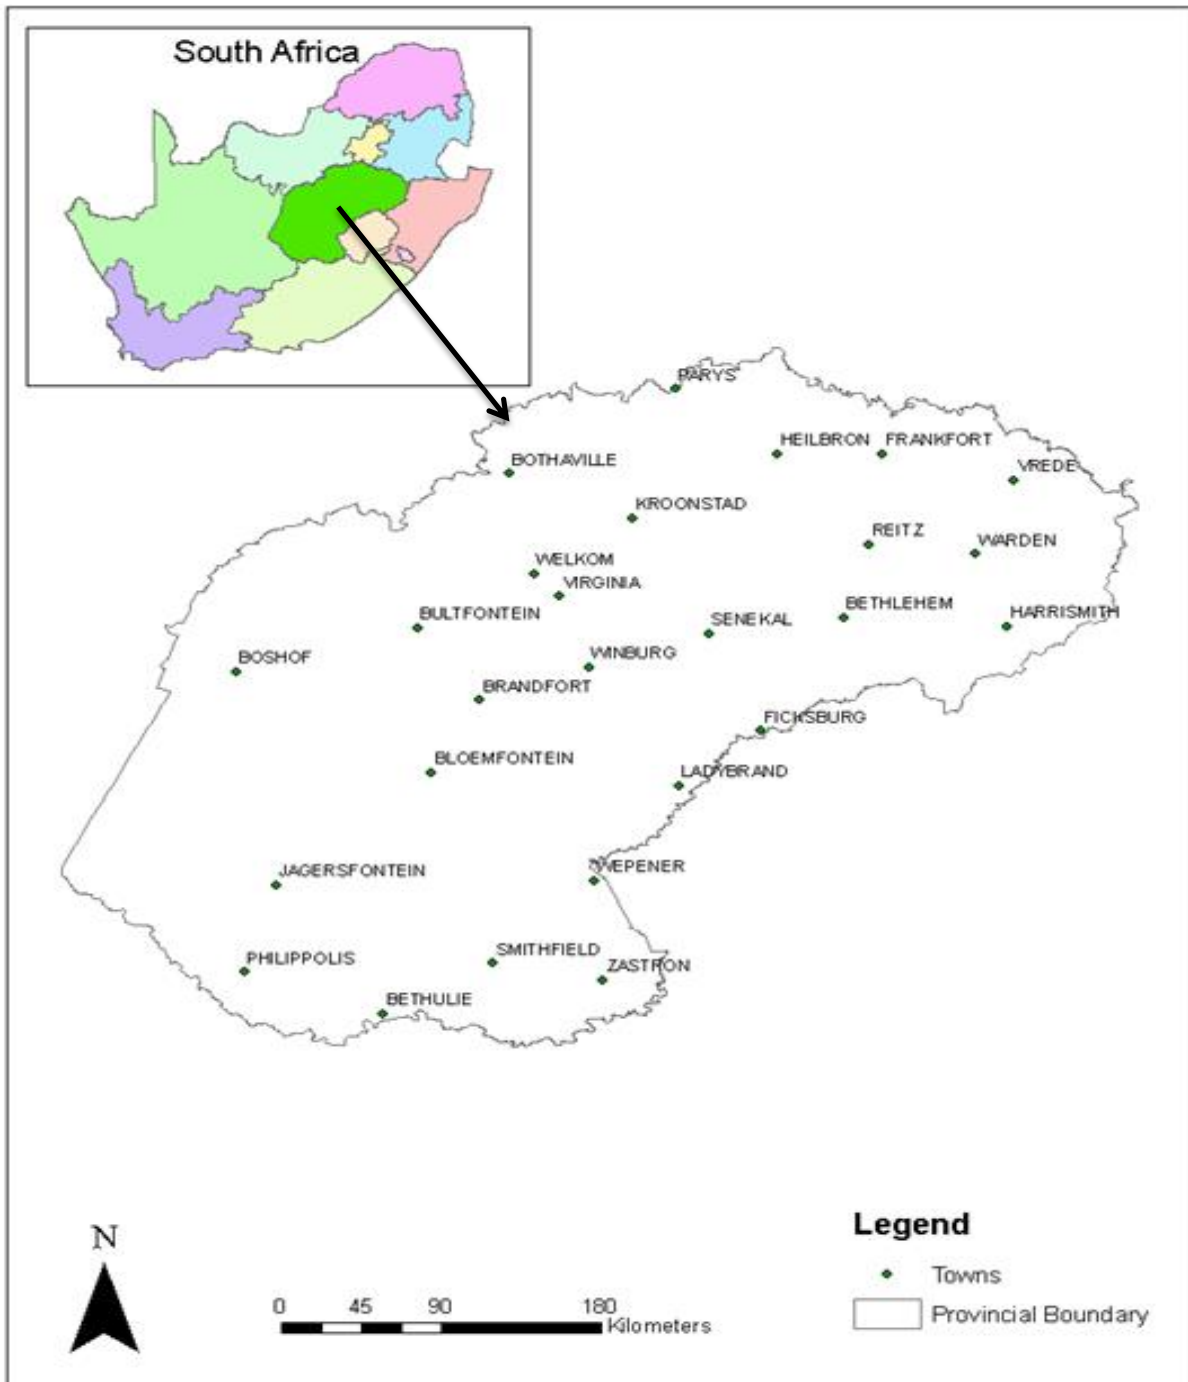 South Africa
PARYS
HEILBRON
FRANKFORT
BOTHAVILLE
VREDE
KROONSTAD
REITZ
WARDEN
WELKOM
VIRGINIA
BETHLEHEM
HARRISMITH
BULTFONTEIN
SENEKAL
BOSHOF
WINBURG
BRANDFORT
FICKSBURG
BLOEMFONTEIN
LADYBRAND
JAGERSFONTEIN
WEPENER
SMITHFIELD
PHILIPPOLIS
ZASTRON
BETHULIE
N
0 45 90 180
Kilometers
Legend
Towns
Provincial Boundary